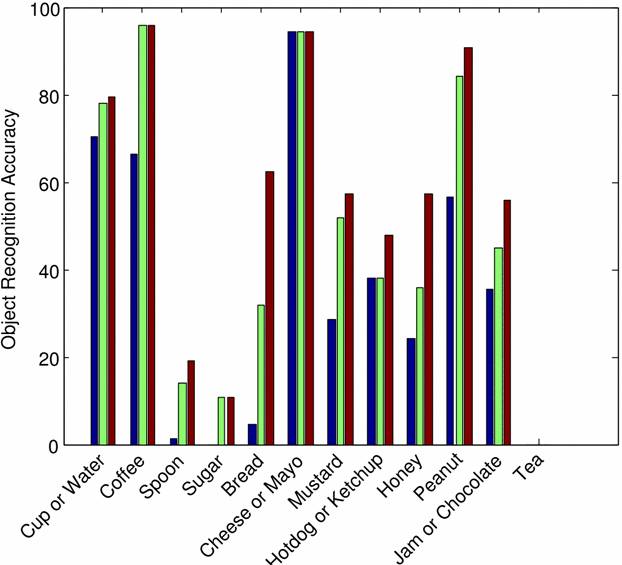 Object Recognition Accuracy
100
80
60
40
20
0
Cup or Water
Coffee
Spoon
Sugar
Bread
Cheese or Mayo
Mustard
Hotdog or Ketchup
Honey
Peanut
Jam or Chocolate
Tea